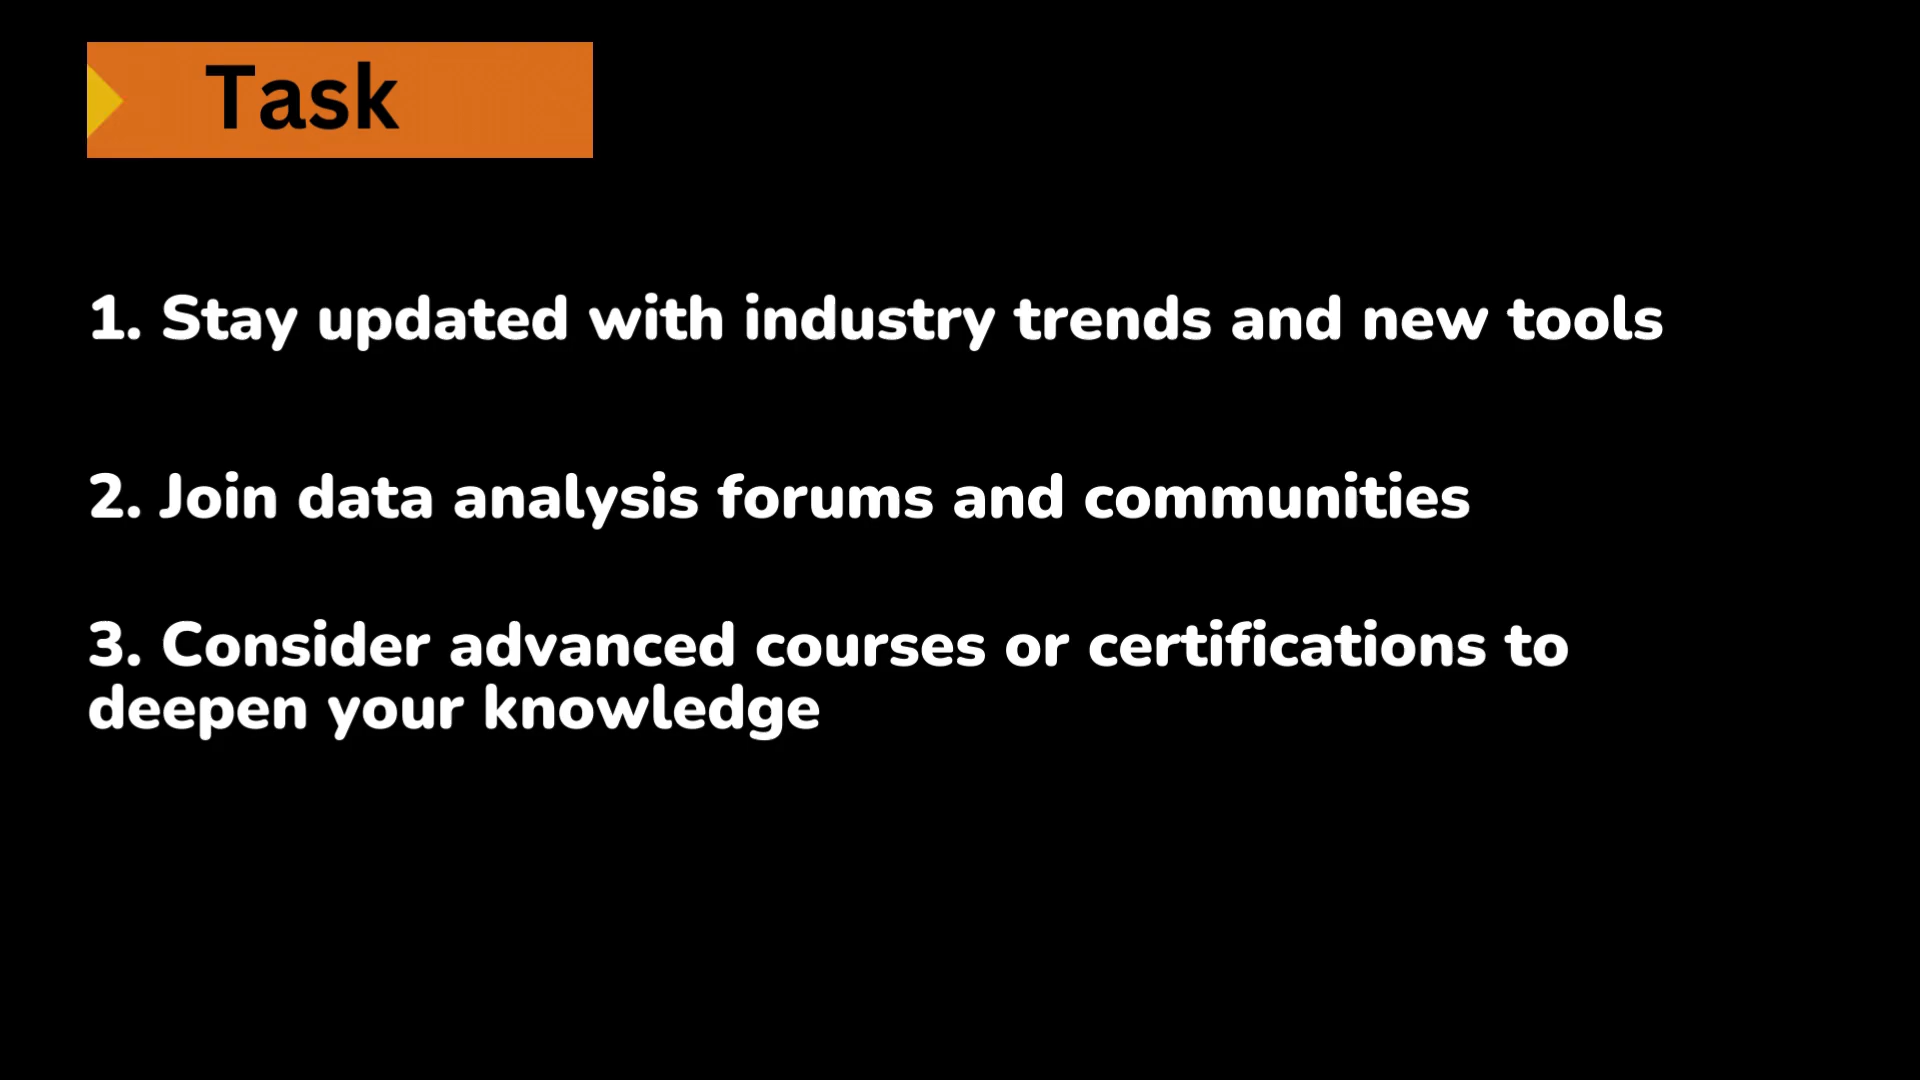 Task
1. Stay updated with industry trends and new tools
2. Join data analysis forums and communities
3. Consider advanced courses or certifications to
deepen your knowledge